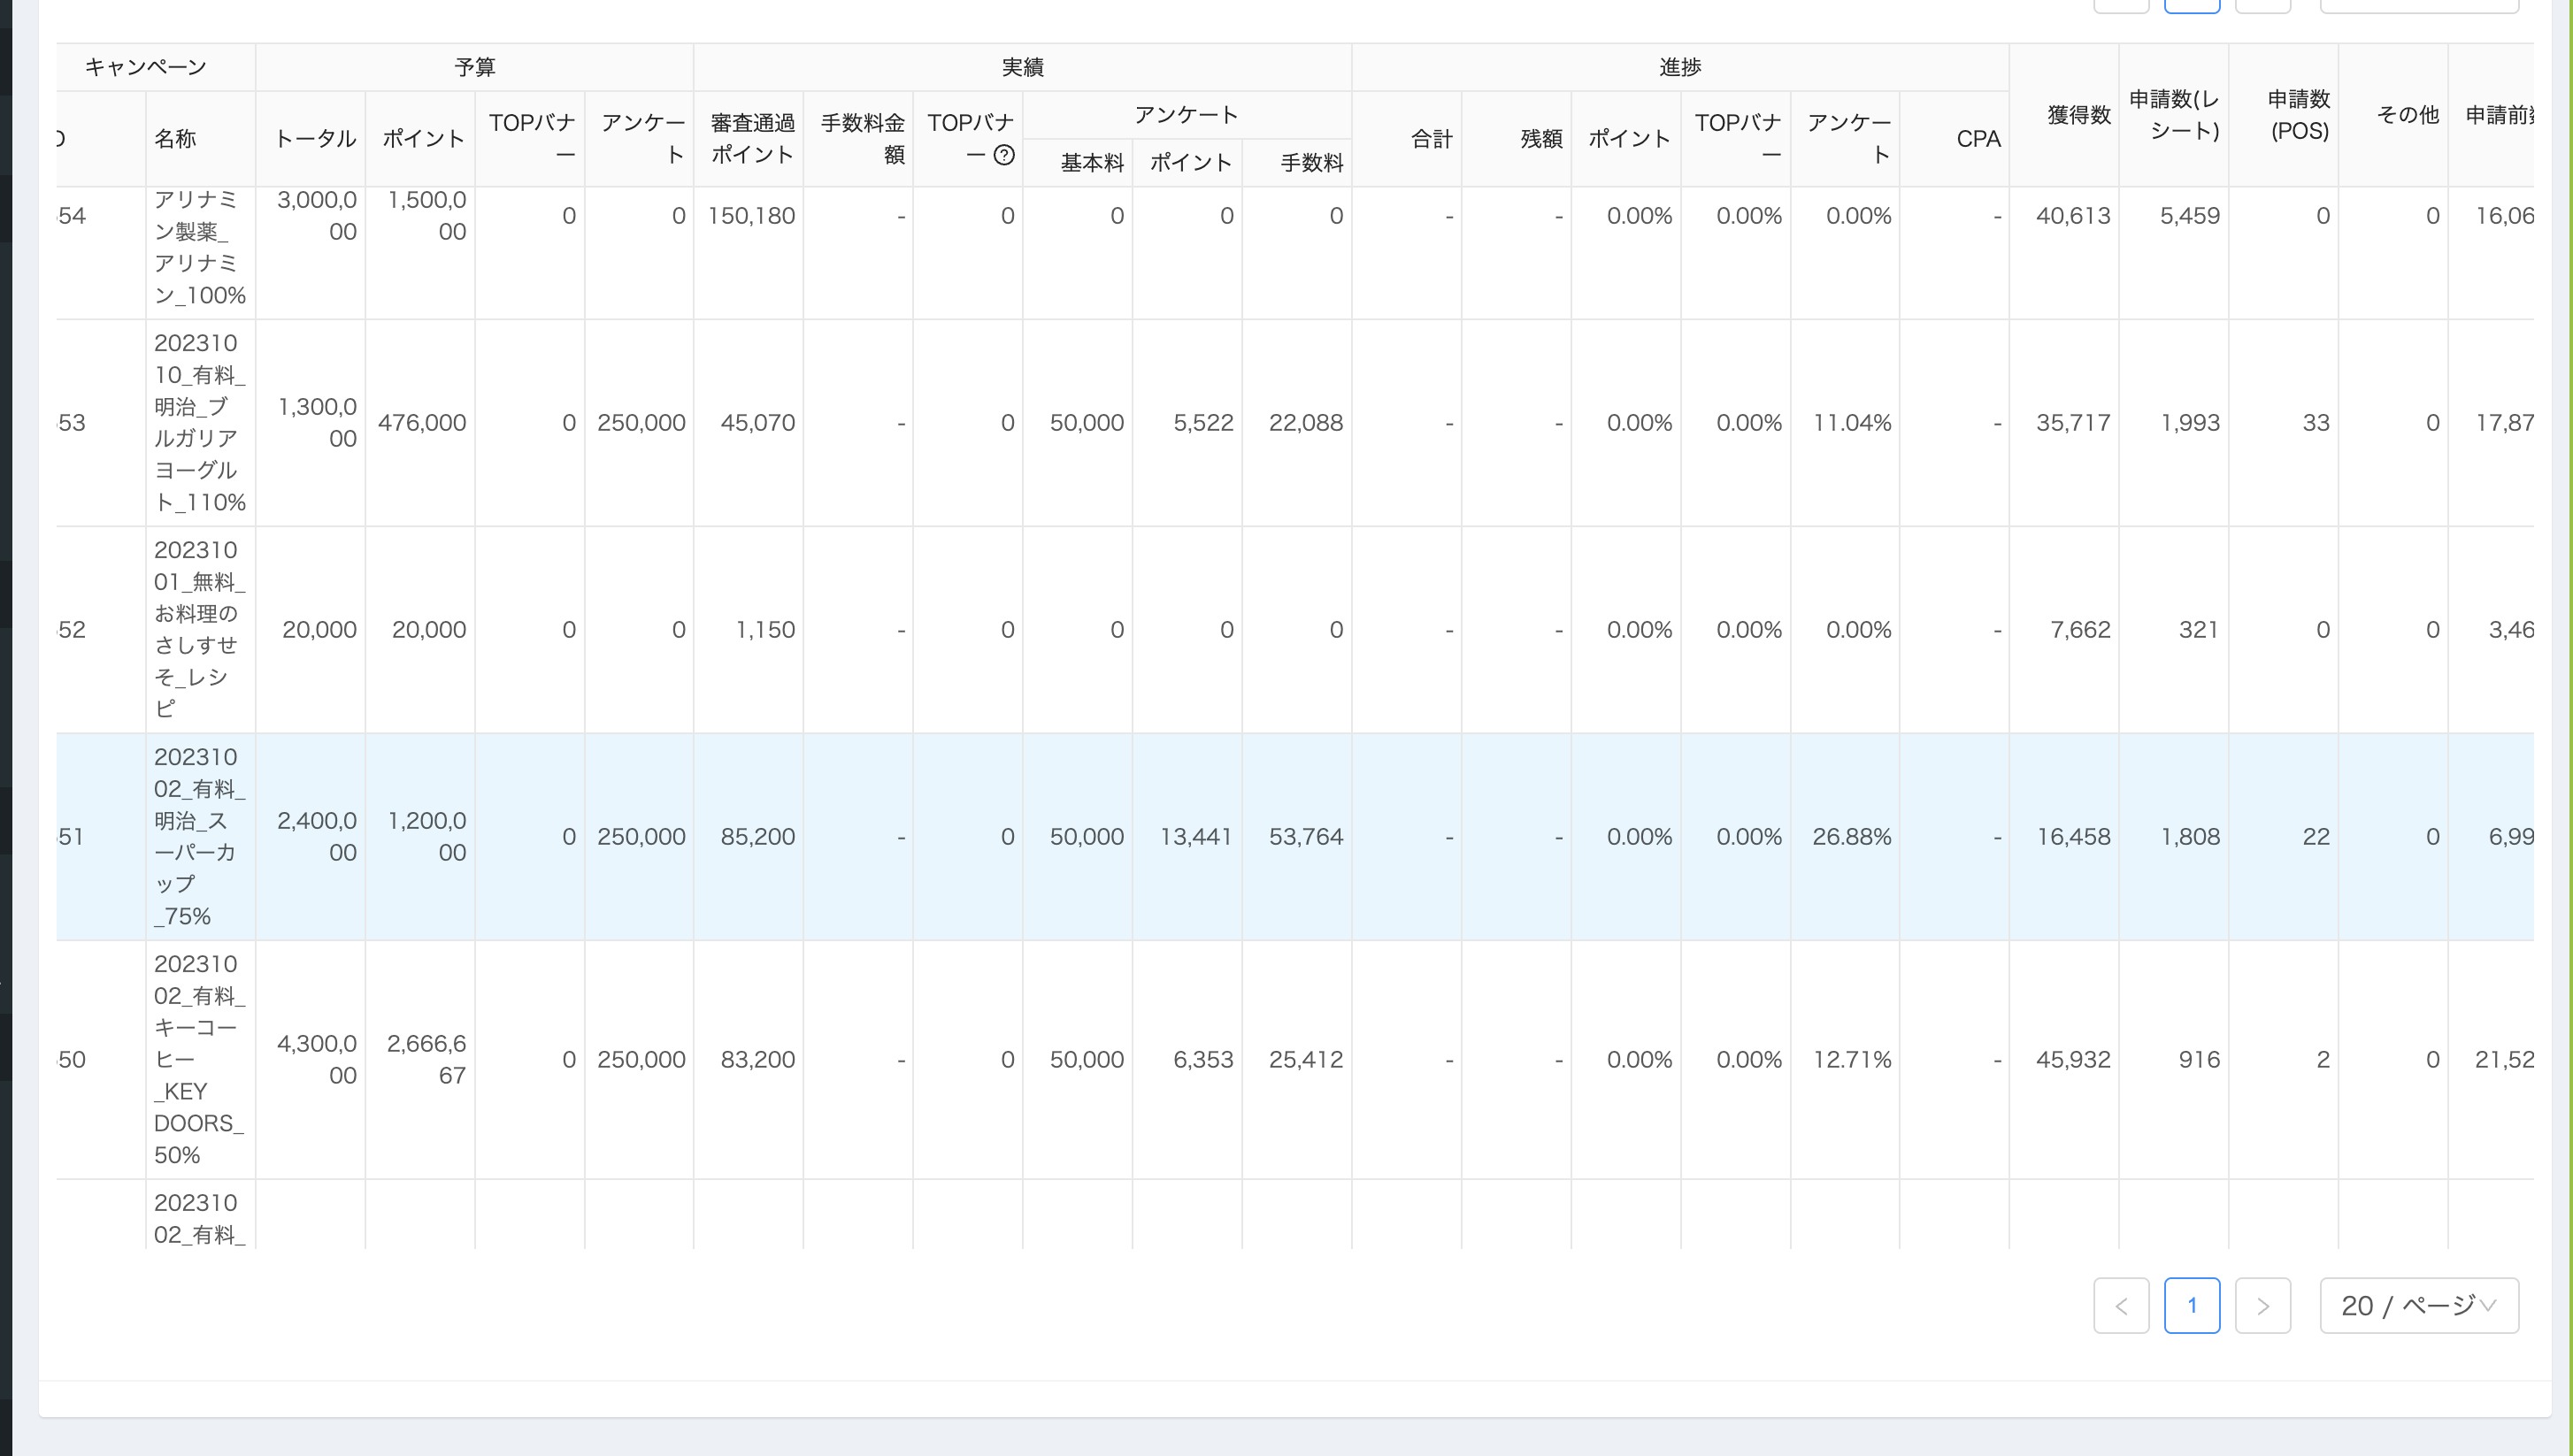 キャンペーン 予算 実績 進捗 獲得数 申請数(レシート) 申請数(POS) その他 申請前
名称 トータル ポイント TOPバナー アンケート 審査通過ポイント 手数料金額 TOPバナー アンケート 合計 残額 ポイント TOPバナー アンケート CPA
基本料 ポイント 手数料
54 アリナミン製薬_アリナミン_100% 3,000,000 1,500,000 0 0 150,180 - 0 0 0 0 - - 0.00% 0.00% 0.00% - 40,613 5,459 0 0 16,06
53 20231010_有料_明治_ブルガリアヨーグルト_110% 1,300,000 476,000 0 250,000 45,070 - 0 50,000 5,522 22,088 - - 0.00% 0.00% 11.04% - 35,717 1,993 33 0 17,87
52 20231001_無料_お料理のさしすせそ_レシピ 20,000 20,000 0 0 1,150 - 0 0 0 0 - - 0.00% 0.00% 0.00% - 7,662 321 0 0 3,46
51 20231002_有料_明治_スーパーカップ_75% 2,400,000 1,200,000 0 250,000 85,200 - 0 50,000 13,441 53,764 - - 0.00% 0.00% 26.88% - 16,458 1,808 22 0 6,99
50 20231002_有料_キーコーヒー_KEY DOORS_50% 4,300,000 2,666,667 0 250,000 83,200 - 0 50,000 6,353 25,412 - - 0.00% 0.00% 12.71% - 45,932 916 2 0 21,52
20231002_有料_
< 1 > 20 / ページ